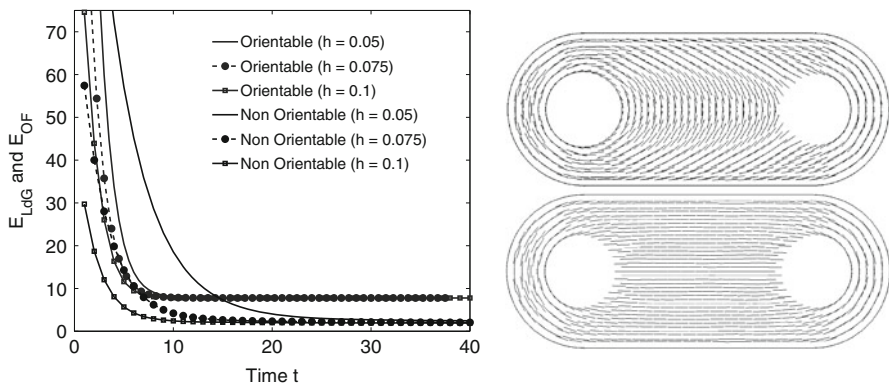 E_LdG and E_OF
70
60
50
40
30
20
10
0
Orientable (h = 0.05)
Orientable (h = 0.075)
Orientable (h = 0.1)
Non Orientable (h = 0.05)
Non Orientable (h = 0.075)
Non Orientable (h = 0.1)
0 10 20 30 40
Time t